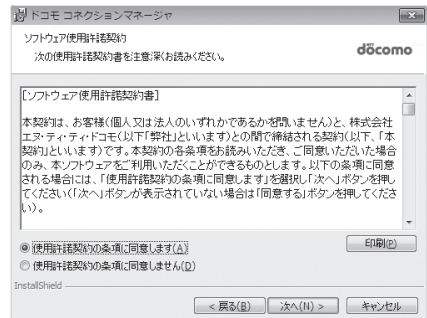 ドコモ コネクションマネージャ
ソフトウェア使用許諾契約
次の使用許諾契約書を注意深くお読みください。
döcomo
[ソフトウェア使用許諾契約書]
本契約は、お客様(個人又は法人のいずれかであるかを問いません)と、株式会社
エヌ・ティ・ティ・ドコモ(以下「弊社」といいます)との間で締結される契約(以下、「本
契約」といいます)です。本契約の各条項をお読みいただき、ご同意いただいた場合
のみ、本ソフトウェアをご利用いただくことができるものとします。以下の条項に同意
される場合には、「使用許諾契約の条項に同意します」を選択し「次へ」ボタンを押し
てください(「次へ」ボタンが表示されていない場合は「同意する」ボタンを押してくださ
い)。
使用許諾契約の条項に同意します(A)
印刷(P)
使用許諾契約の条項に同意しません(D)
InstallShield
< 戻る(B)
次へ(N) >
キャンセル